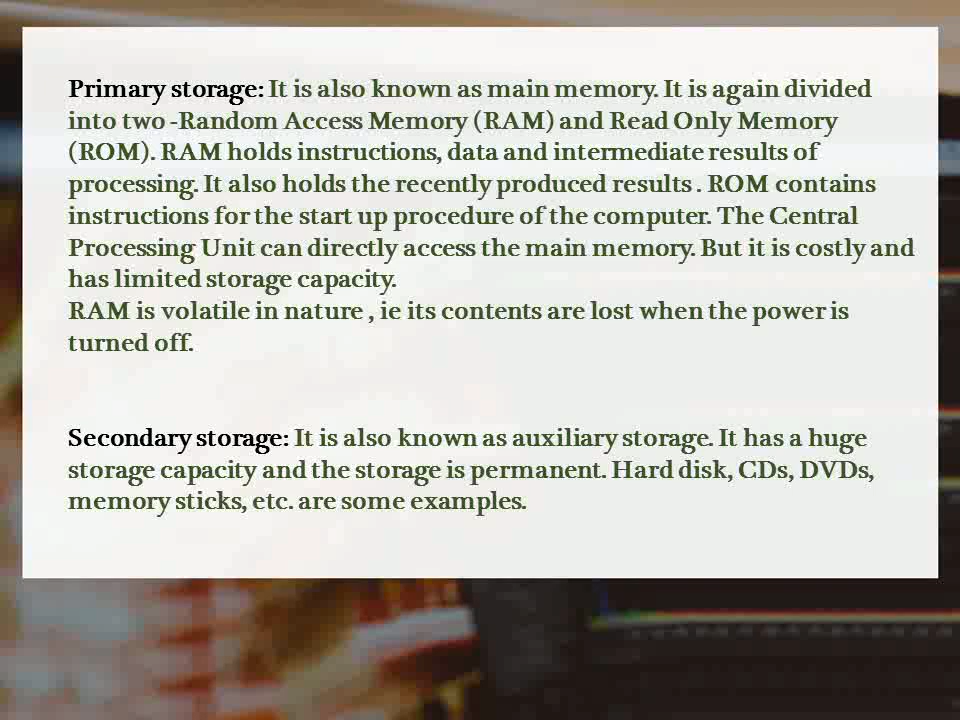 Primary storage: It is also known as main memory. It is again divided
into two -Random Access Memory (RAM) and Read Only Memory
(ROM). RAM holds instructions, data and intermediate results of
processing. It also holds the recently produced results . ROM contains
instructions for the start up procedure of the computer. The Central
Processing Unit can directly access the main memory. But it is costly and
has limited storage capacity.
RAM is volatile in nature , ie its contents are lost when the power is
turned off.
Secondary storage: It is also known as auxiliary storage. It has a huge
storage capacity and the storage is permanent. Hard disk, CDs, DVDs,
memory sticks, etc. are some examples.